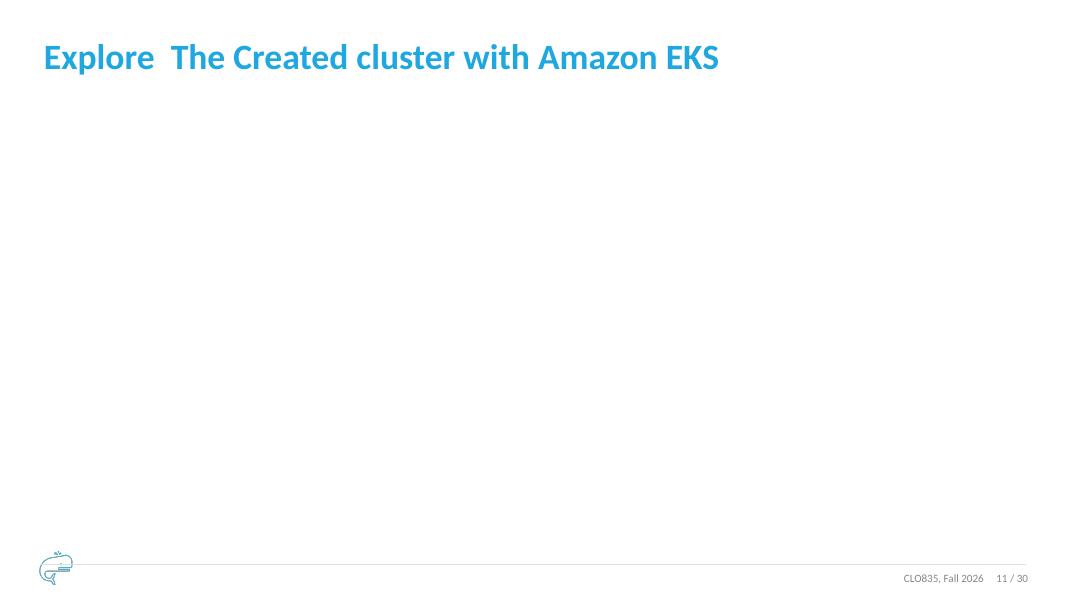 Explore  The Created cluster with Amazon EKS
CLO835, Fall 2026    11 / 30